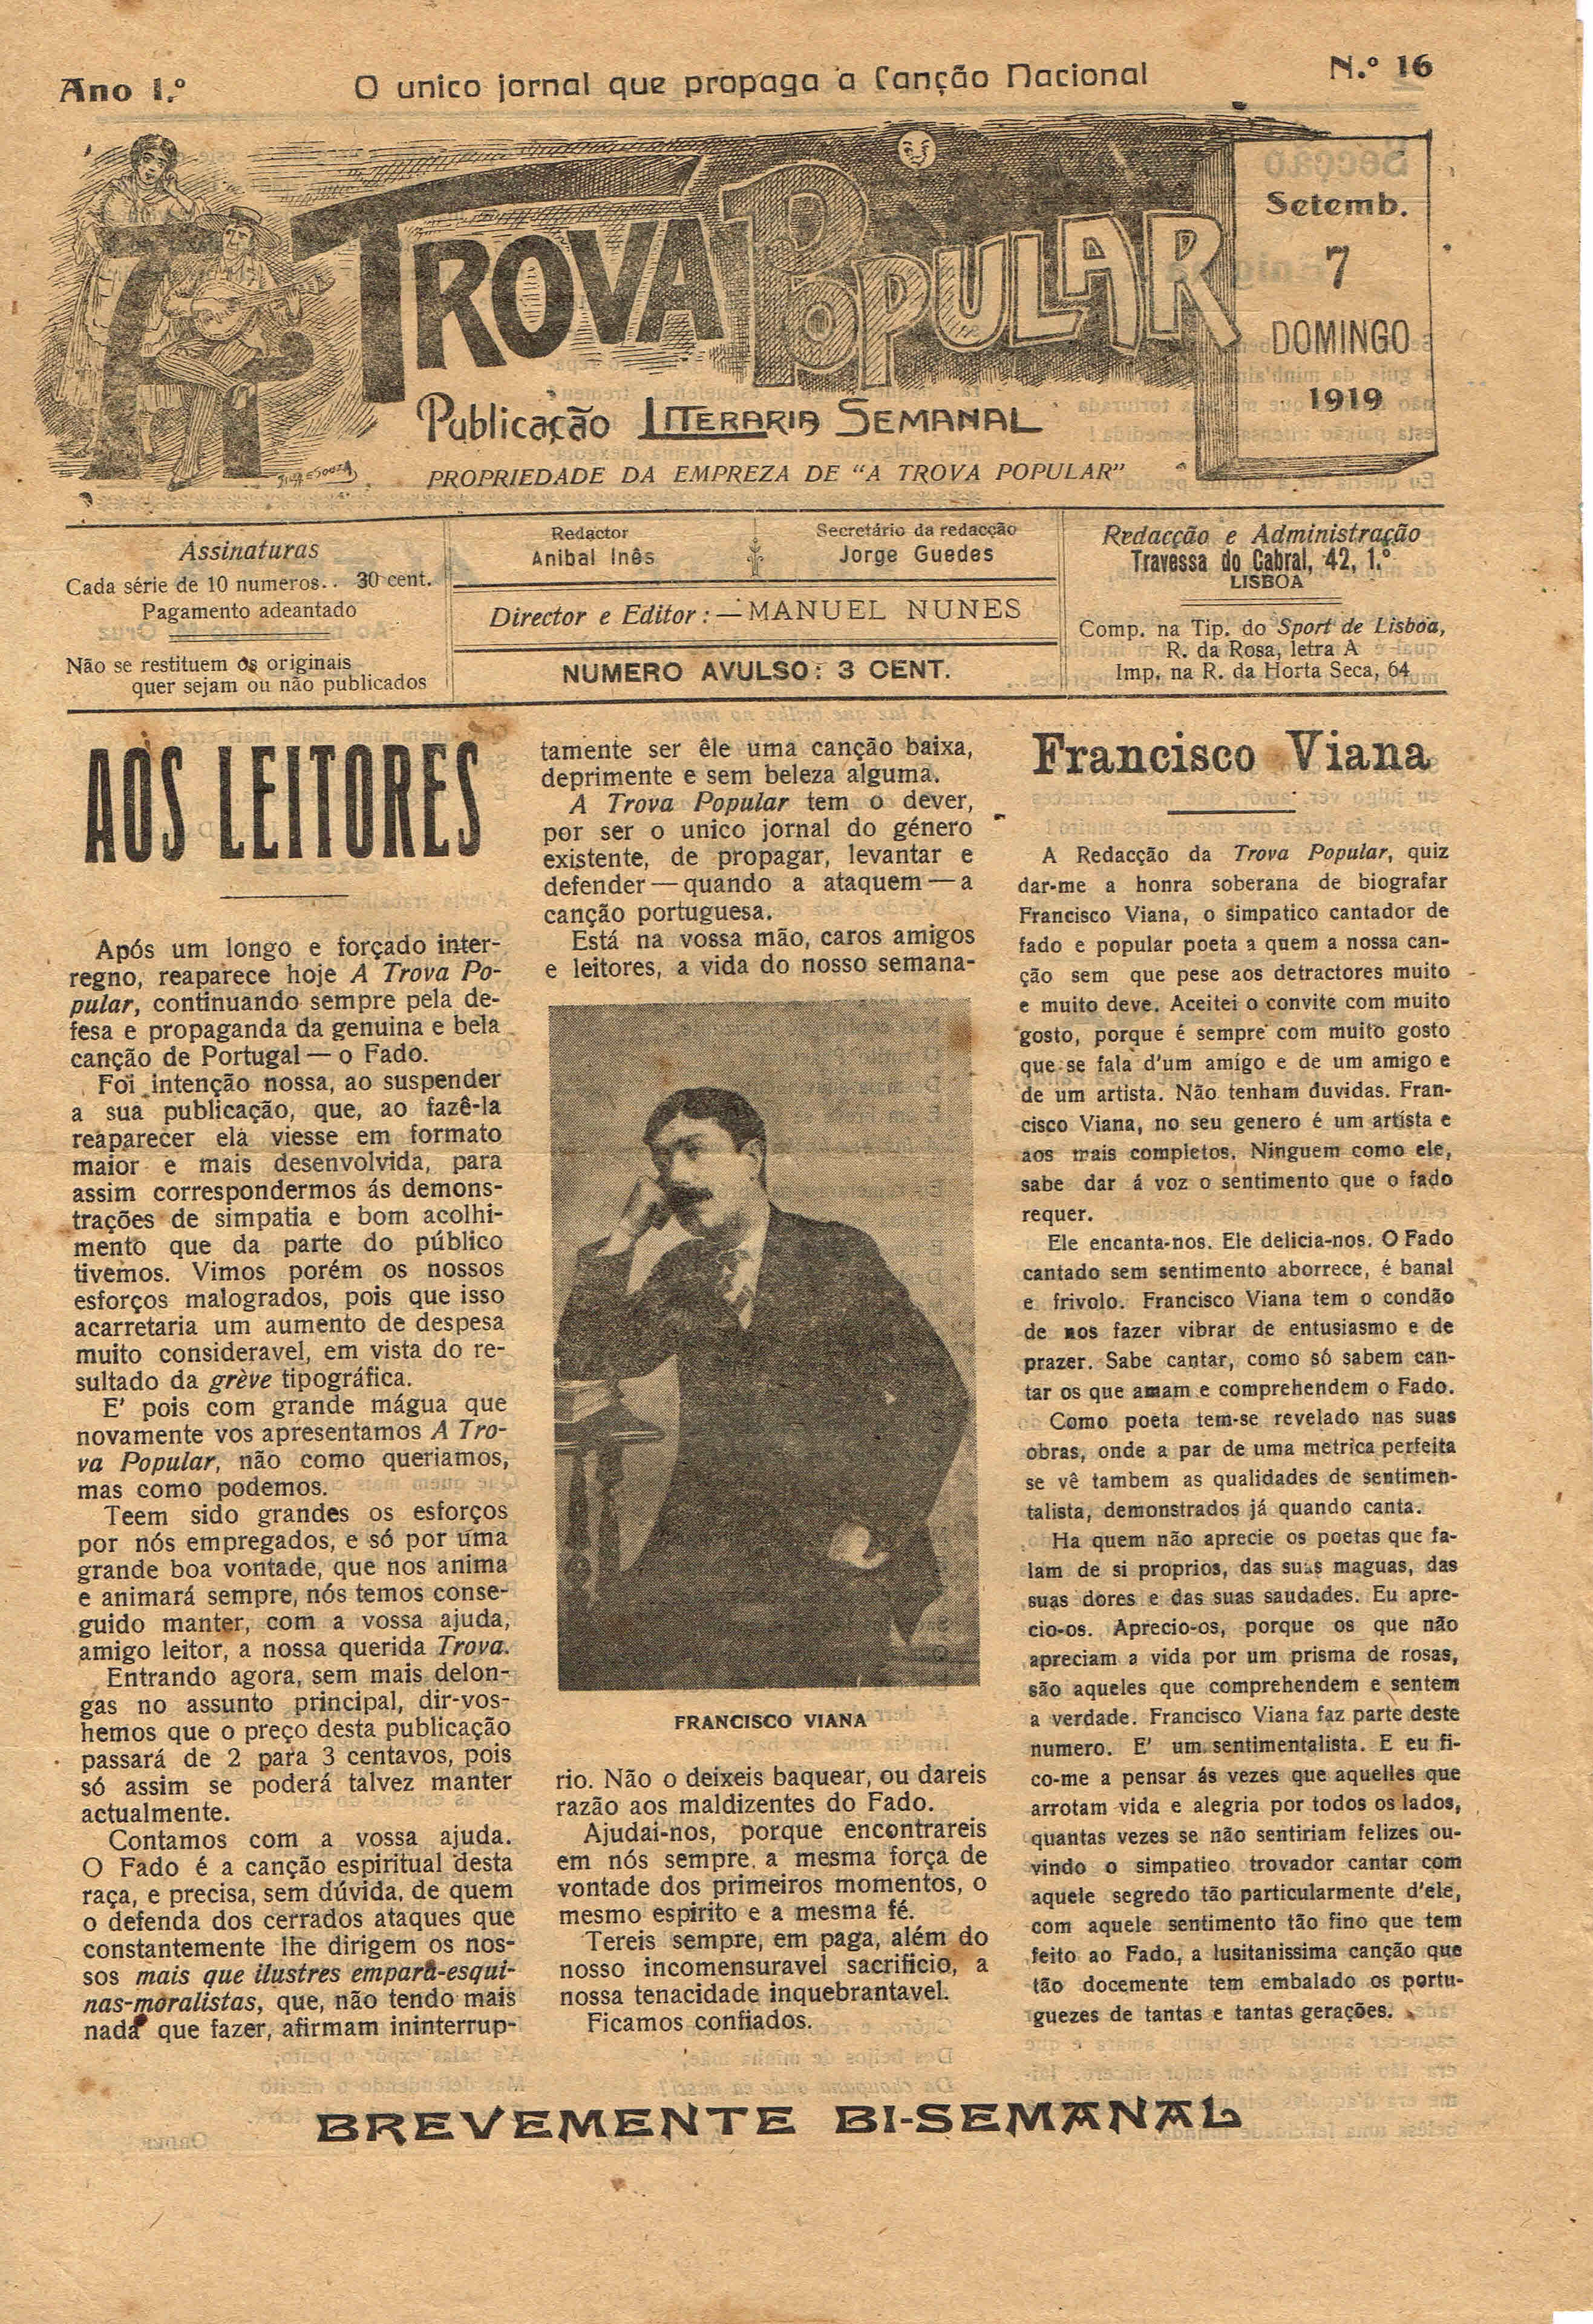 Ano 1.º
O unico jornal que propaga a Canção Nacional
N.º 16
A TROVA POPULAR
Setemb.
7
DOMINGO
1919
Publicação LITERARIA SEMANAL
PROPRIEDADE DA EMPREZA DE "A TROVA POPULAR"
Assinaturas
Cada série de 10 numeros.. 30 cent.
Pagamento adeantado
Não se restituem os originais
quer sejam ou não publicados
Redactor
Anibal Inês
Secretário da redacção
Jorge Guedes
Director e Editor: — MANUEL NUNES
NUMERO AVULSO: 3 CENT.
Redacção e Administração
Travessa do Cabral, 42, 1.º
LISBOA
Comp. na Tip. do Sport de Lisboa,
R. da Rosa, letra A
Imp. na R. da Horta Seca, 64
AOS LEITORES
Após um longo e forçado inter-
regno, reaparece hoje A Trova Po-
pular, continuando sempre pela de-
fesa e propaganda da genuina e bela
canção de Portugal — o Fado.
Foi intenção nossa, ao suspender
a sua publicação, que, ao fazê-la
reaparecer ela viesse em formato
maior e mais desenvolvida, para
assim correspondermos ás demons-
trações de simpatia e bom acolhi-
mento que da parte do público
tivemos. Vimos porém os nossos
esforços malogrados, pois que isso
acarretaria um aumento de despesa
muito consideravel, em vista do re-
sultado da grève tipográfica.
E' pois com grande mágua que
novamente vos apresentamos A Tro-
va Popular, não como queriamos,
mas como podemos.
Teem sido grandes os esforços
por nós empregados, e só por uma
grande boa vontade, que nos anima
e animará sempre, nós temos conse-
guido manter, com a vossa ajuda,
amigo leitor, a nossa querida Trova.
Entrando agora, sem mais delon-
gas no assunto principal, dir-vos-
hemos que o preço desta publicação
passará de 2 para 3 centavos, pois
só assim se poderá talvez manter
actualmente.
Contamos com a vossa ajuda.
O Fado é a canção espiritual desta
raça, e precisa, sem dúvida, de quem
o defenda dos cerrados ataques que
constantemente lhe dirigem os nos-
sos mais que ilustres empara-esqui-
nas-moralistas, que, não tendo mais
nada que fazer, afirmam ininterrup-
tamente ser êle uma canção baixa,
deprimente e sem beleza alguma.
A Trova Popular tem o dever,
por ser o unico jornal do género
existente, de propagar, levantar e
defender — quando a ataquem — a
canção portuguesa.
Está na vossa mão, caros amigos
e leitores, a vida do nosso semana-
FRANCISCO VIANA
rio. Não o deixeis baquear, ou dareis
razão aos maldizentes do Fado.
Ajudai-nos, porque encontrareis
em nós sempre, a mesma força de
vontade dos primeiros momentos, o
mesmo espirito e a mesma fé.
Tereis sempre, em paga, além do
nosso incomensuravel sacrificio, a
nossa tenacidade inquebrantavel.
Ficamos confiados.
Francisco Viana
A Redacção da Trova Popular, quiz
dar-me a honra soberana de biografar
Francisco Viana, o simpatico cantador de
fado e popular poeta a quem a nossa can-
ção sem que pese aos detractores muito
e muito deve. Aceitei o convite com muito
gosto, porque é sempre com muito gosto
que se fala d'um amigo e de um amigo e
de um artista. Não tenham duvidas. Fran-
cisco Viana, no seu genero é um artista e
aos mais completos. Ninguem como ele,
sabe dar á voz o sentimento que o fado
requer.
Ele encanta-nos. Ele delicia-nos. O Fado
cantado sem sentimento aborrece, é banal
e frivolo. Francisco Viana tem o condão
de nos fazer vibrar de entusiasmo e de
prazer. Sabe cantar, como só sabem can-
tar os que amam e comprehendem o Fado.
Como poeta tem-se revelado nas suas
obras, onde a par de uma metrica perfeita
se vê tambem as qualidades de sentimen-
talista, demonstrados já quando canta.
Ha quem não aprecie os poetas que fa-
lam de si proprios, das suas maguas, das
suas dores e das suas saudades. Eu apre-
cio-os. Aprecio-os, porque os que não
apreciam a vida por um prisma de rosas,
são aqueles que comprehendem e sentem
a verdade. Francisco Viana faz parte deste
numero. E' um sentimentalista. E eu fi-
co-me a pensar ás vezes que aquelles que
arrotam vida e alegria por todos os lados,
quantas vezes se não sentiriam felizes ou-
vindo o simpatieo trovador cantar com
aquele segredo tão particularmente d'ele,
com aquele sentimento tão fino que tem
feito ao Fado, a lusitanissima canção que
tão docemente tem embalado os portu-
guezes de tantas e tantas gerações.
BREVEMENTE BI-SEMANAL